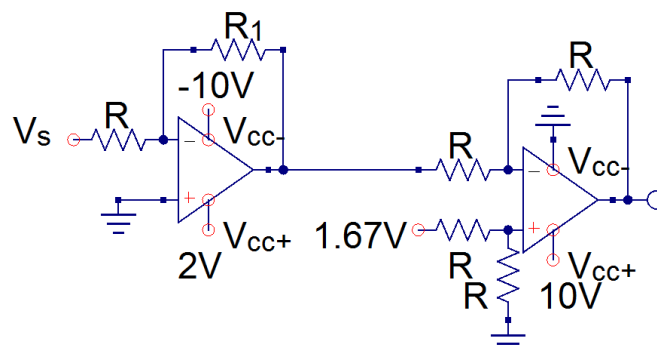 R₁
R
-10V
R
Vs
Vcc-
R
Vcc-
−
−
+
+
1.67V
Vcc+
2V
R
R
Vcc+
10V